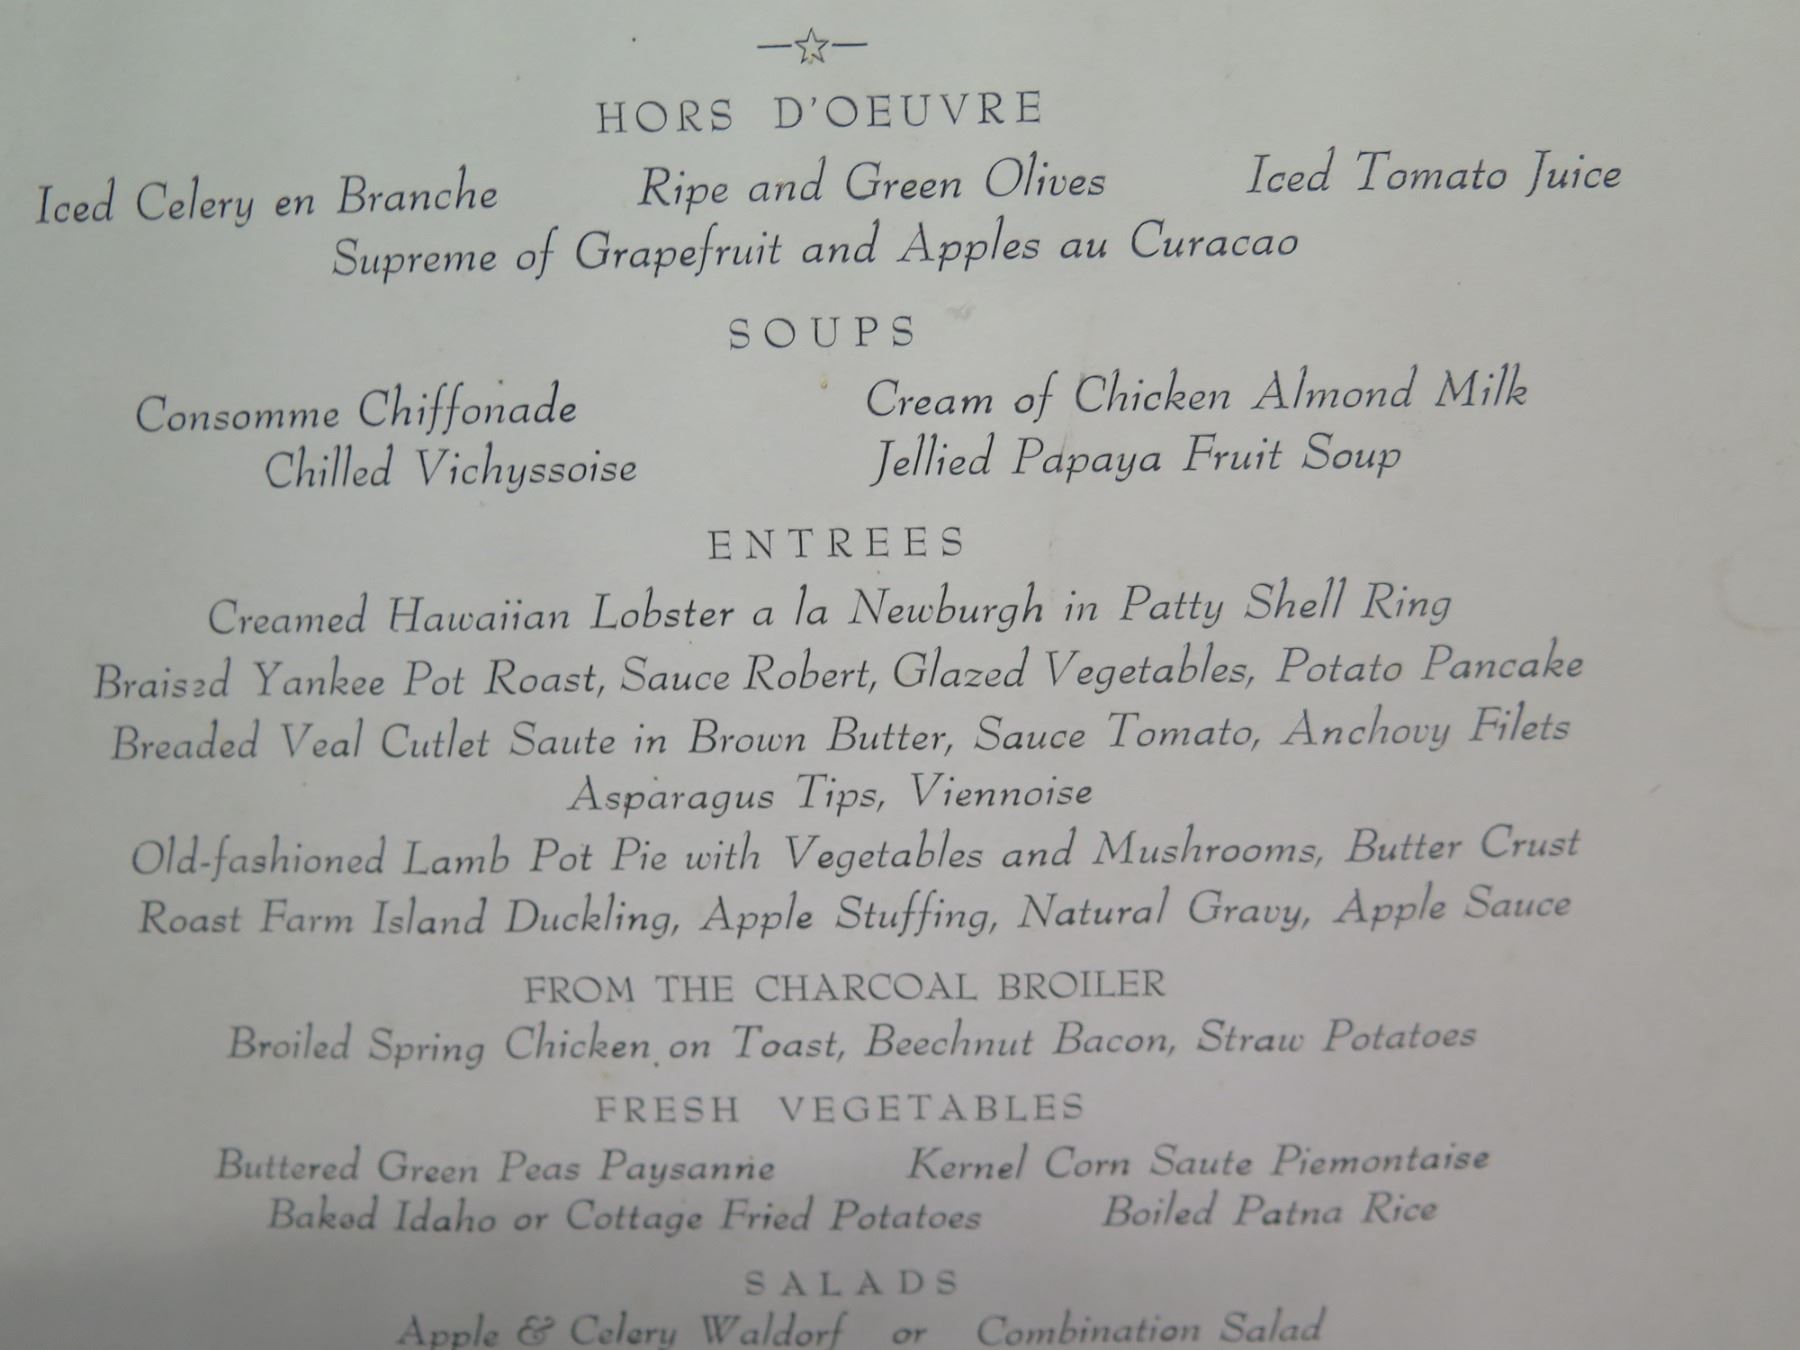 HORS D'OEUVRE
Iced Celery en Branche Ripe and Green Olives Iced Tomato Juice
Supreme of Grapefruit and Apples au Curacao
SOUPS
Consomme Chiffonade Cream of Chicken Almond Milk
Chilled Vichyssoise Jellied Papaya Fruit Soup
ENTREES
Creamed Hawaiian Lobster a la Newburgh in Patty Shell Ring
Braised Yankee Pot Roast, Sauce Robert, Glazed Vegetables, Potato Pancake
Breaded Veal Cutlet Saute in Brown Butter, Sauce Tomato, Anchovy Filets
Asparagus Tips, Viennoise
Old-fashioned Lamb Pot Pie with Vegetables and Mushrooms, Butter Crust
Roast Farm Island Duckling, Apple Stuffing, Natural Gravy, Apple Sauce
FROM THE CHARCOAL BROILER
Broiled Spring Chicken on Toast, Beechnut Bacon, Straw Potatoes
FRESH VEGETABLES
Buttered Green Peas Paysanne Kernel Corn Saute Piemontaise
Baked Idaho or Cottage Fried Potatoes Boiled Patna Rice
SALADS
Apple & Celery Waldorf or Combination Salad